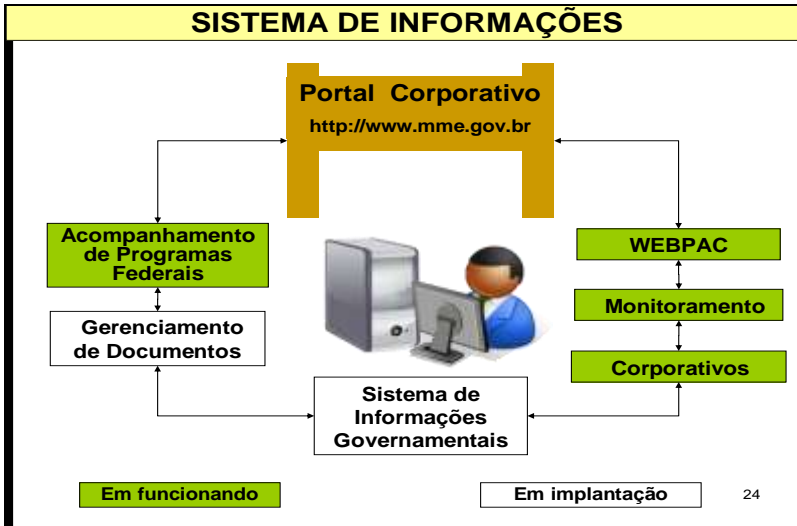 SISTEMA DE INFORMAÇÕES
Portal Corporativo
http://www.mme.gov.br
Acompanhamento
de Programas
Federais
WEBPAC
Gerenciamento
de Documentos
Monitoramento
Corporativos
Sistema de
Informações
Governamentais
Em funcionando
Em implantação
24